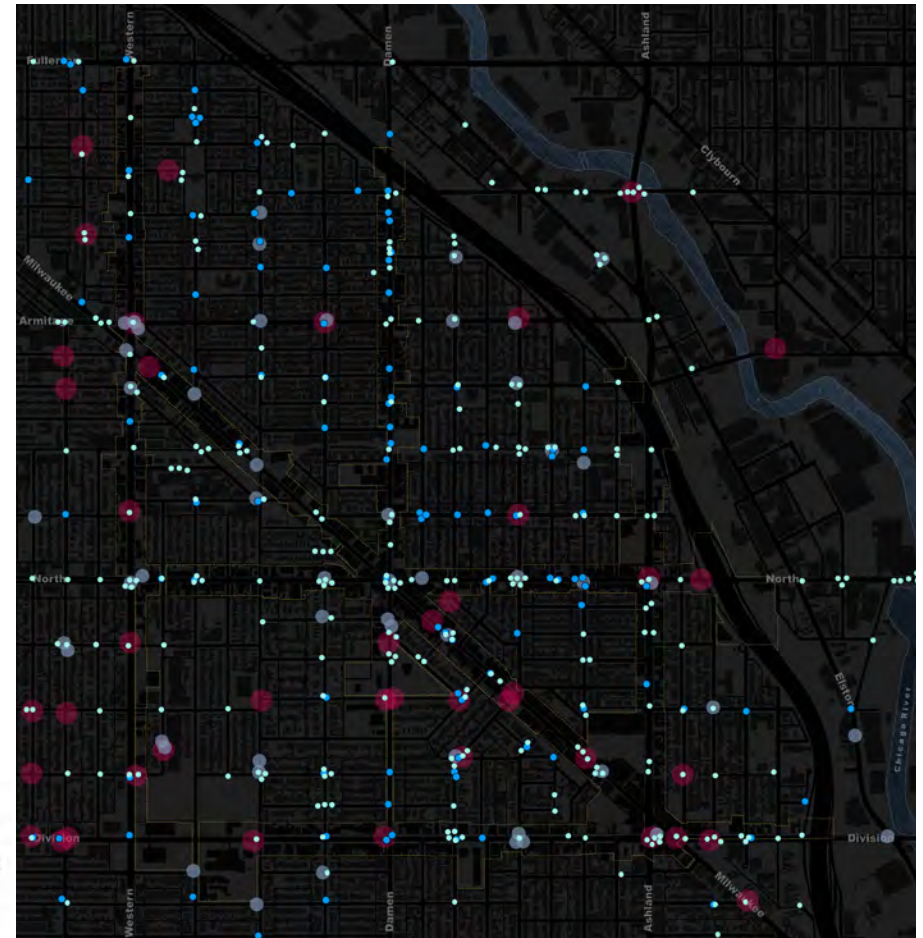 Western
Damen
Ashland
Fullerton
Clybourn
Milwaukee
Armitage
North
North
Elston
Chicago River
Division
Division
Western
Damen
Ashland
Milwaukee